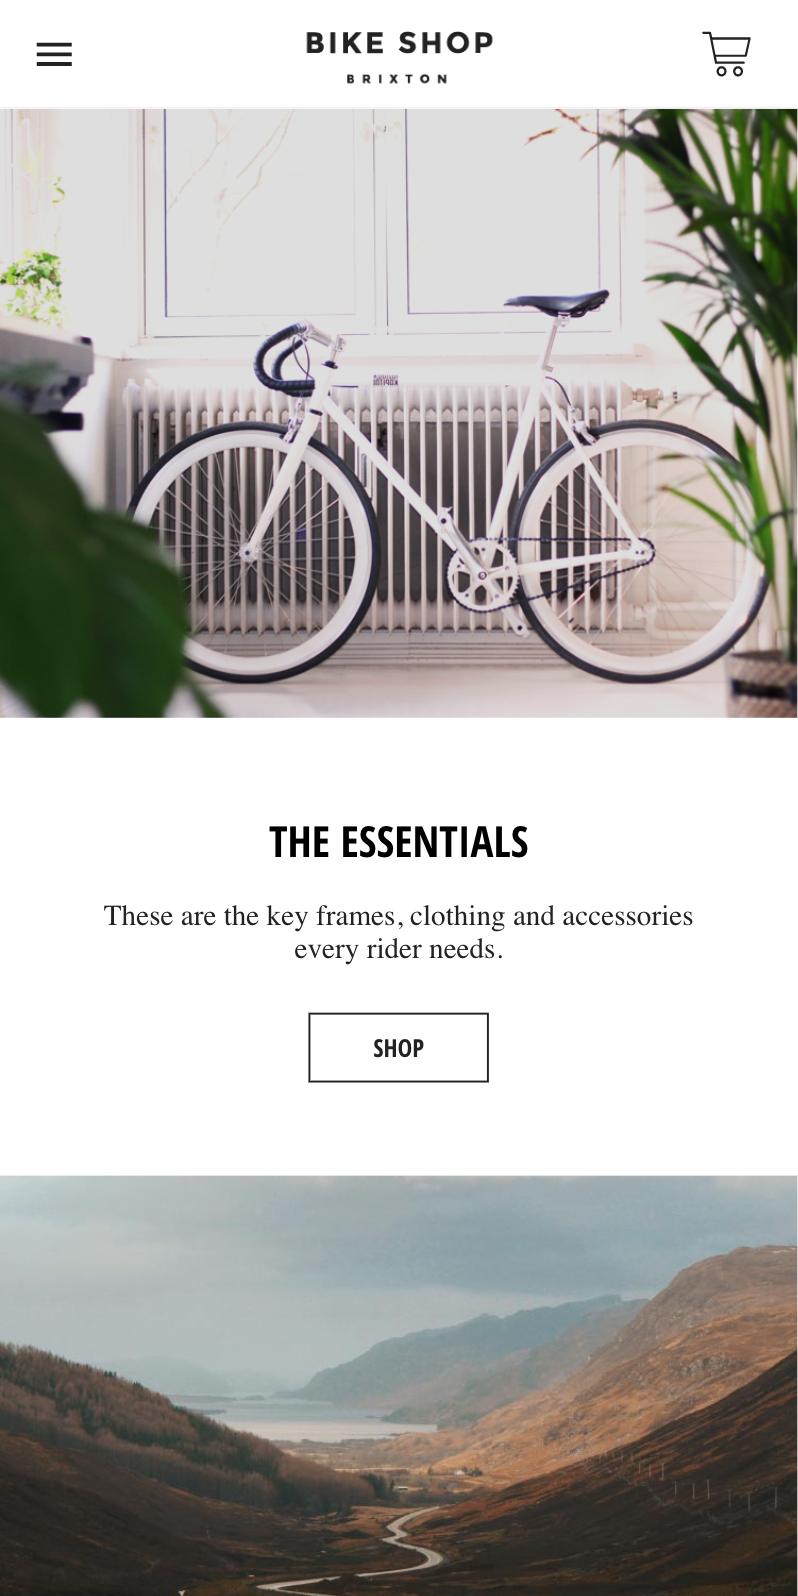 BIKE SHOP
BRIXTON
THE ESSENTIALS
These are the key frames, clothing and accessories
every rider needs.
SHOP